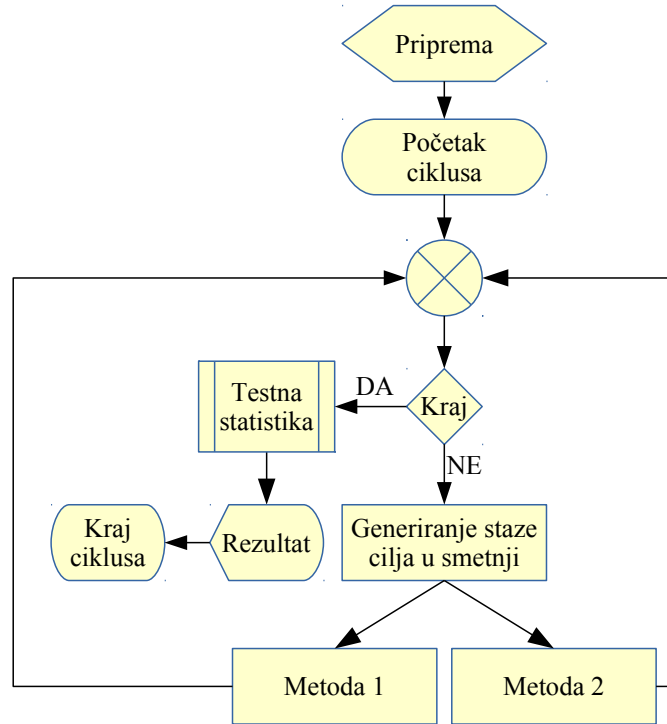 Priprema
Početak
ciklusa
DA
Kraj
Testna
statistika
NE
Kraj
ciklusa
Rezultat
Generiranje staze
cilja u smetnji
Metoda 1
Metoda 2